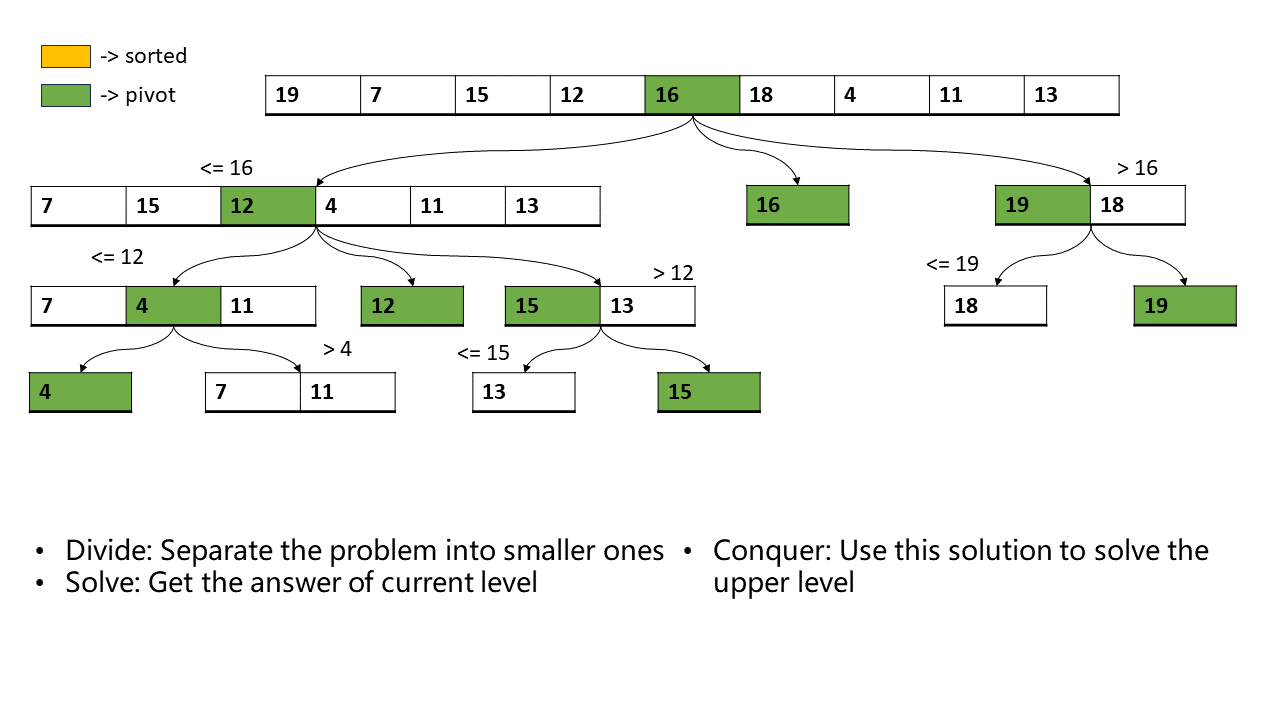 -> sorted
-> pivot
19 7 15 12 16 18 4 11 13
<= 16
> 16
7 15 12 4 11 13
16
19 18
<= 12
> 12
<= 19
7 4 11
12
15 13
18
19
> 4
<= 15
4
7 11
13
15
• Divide: Separate the problem into smaller ones
• Solve: Get the answer of current level
• Conquer: Use this solution to solve the
upper level